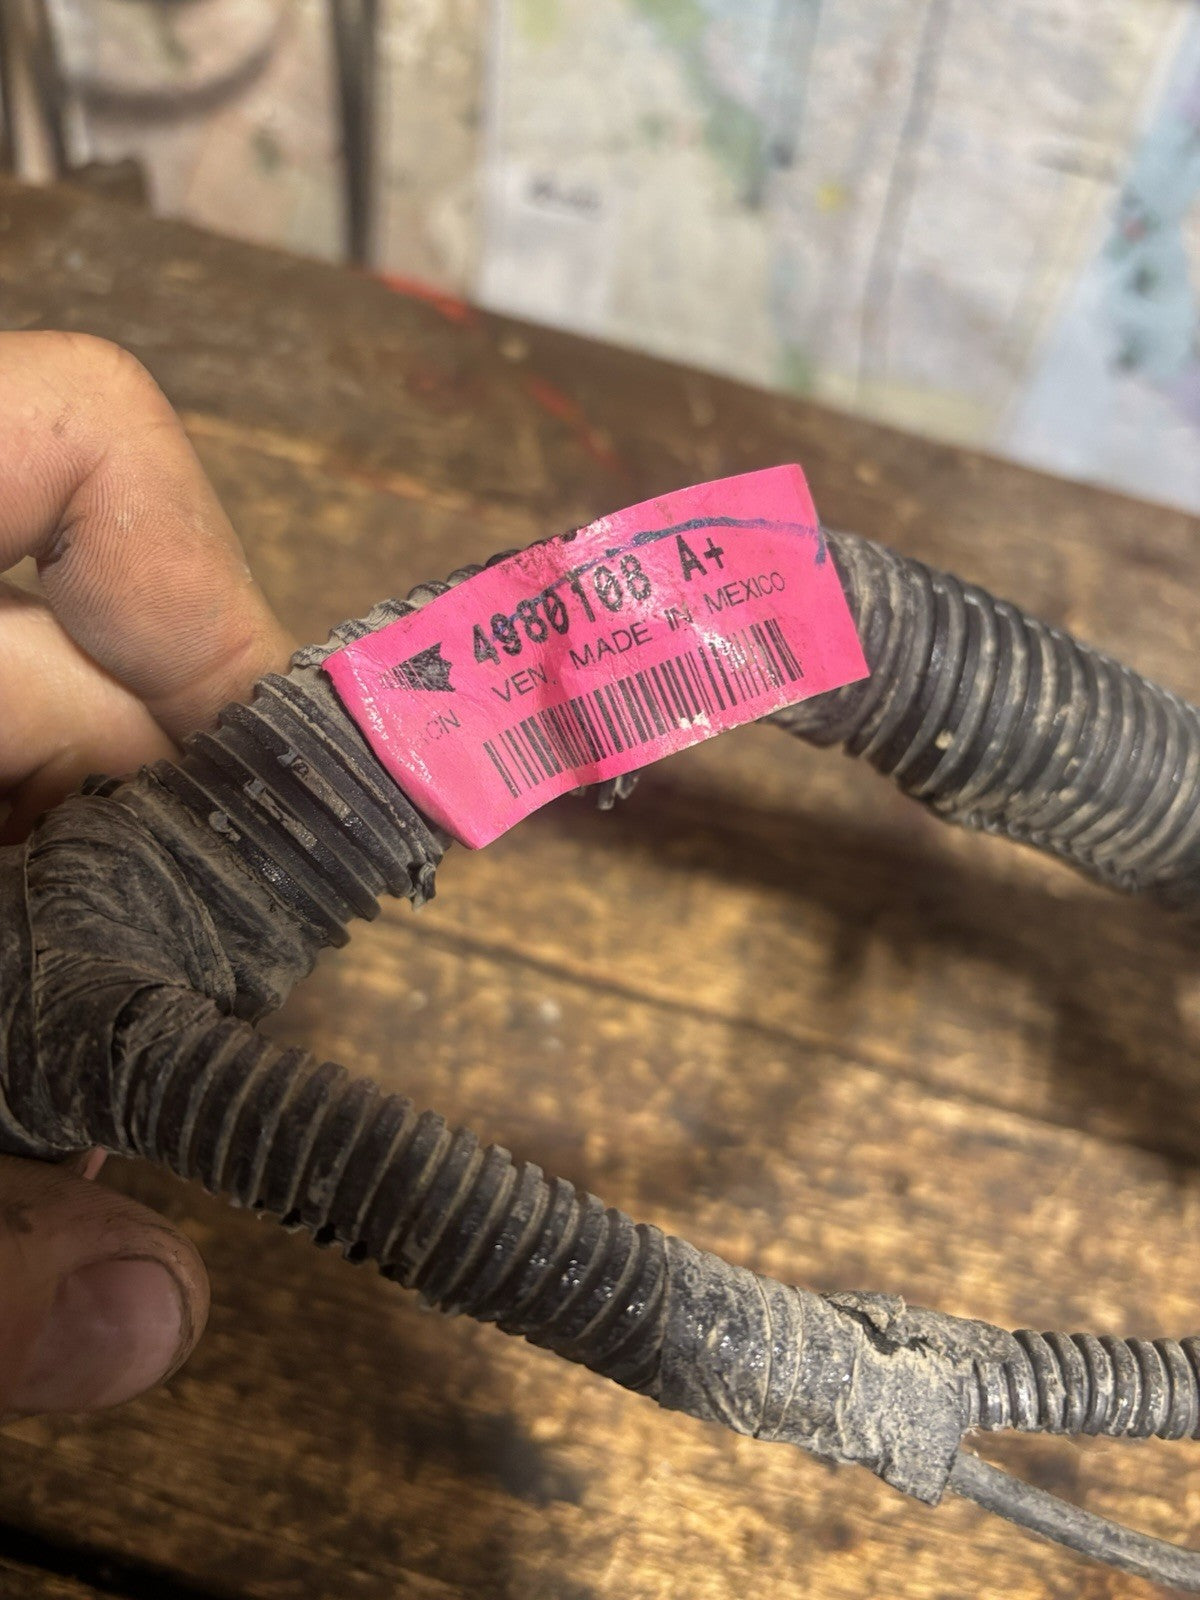 4980108 A+
VEN. MADE IN MEXICO